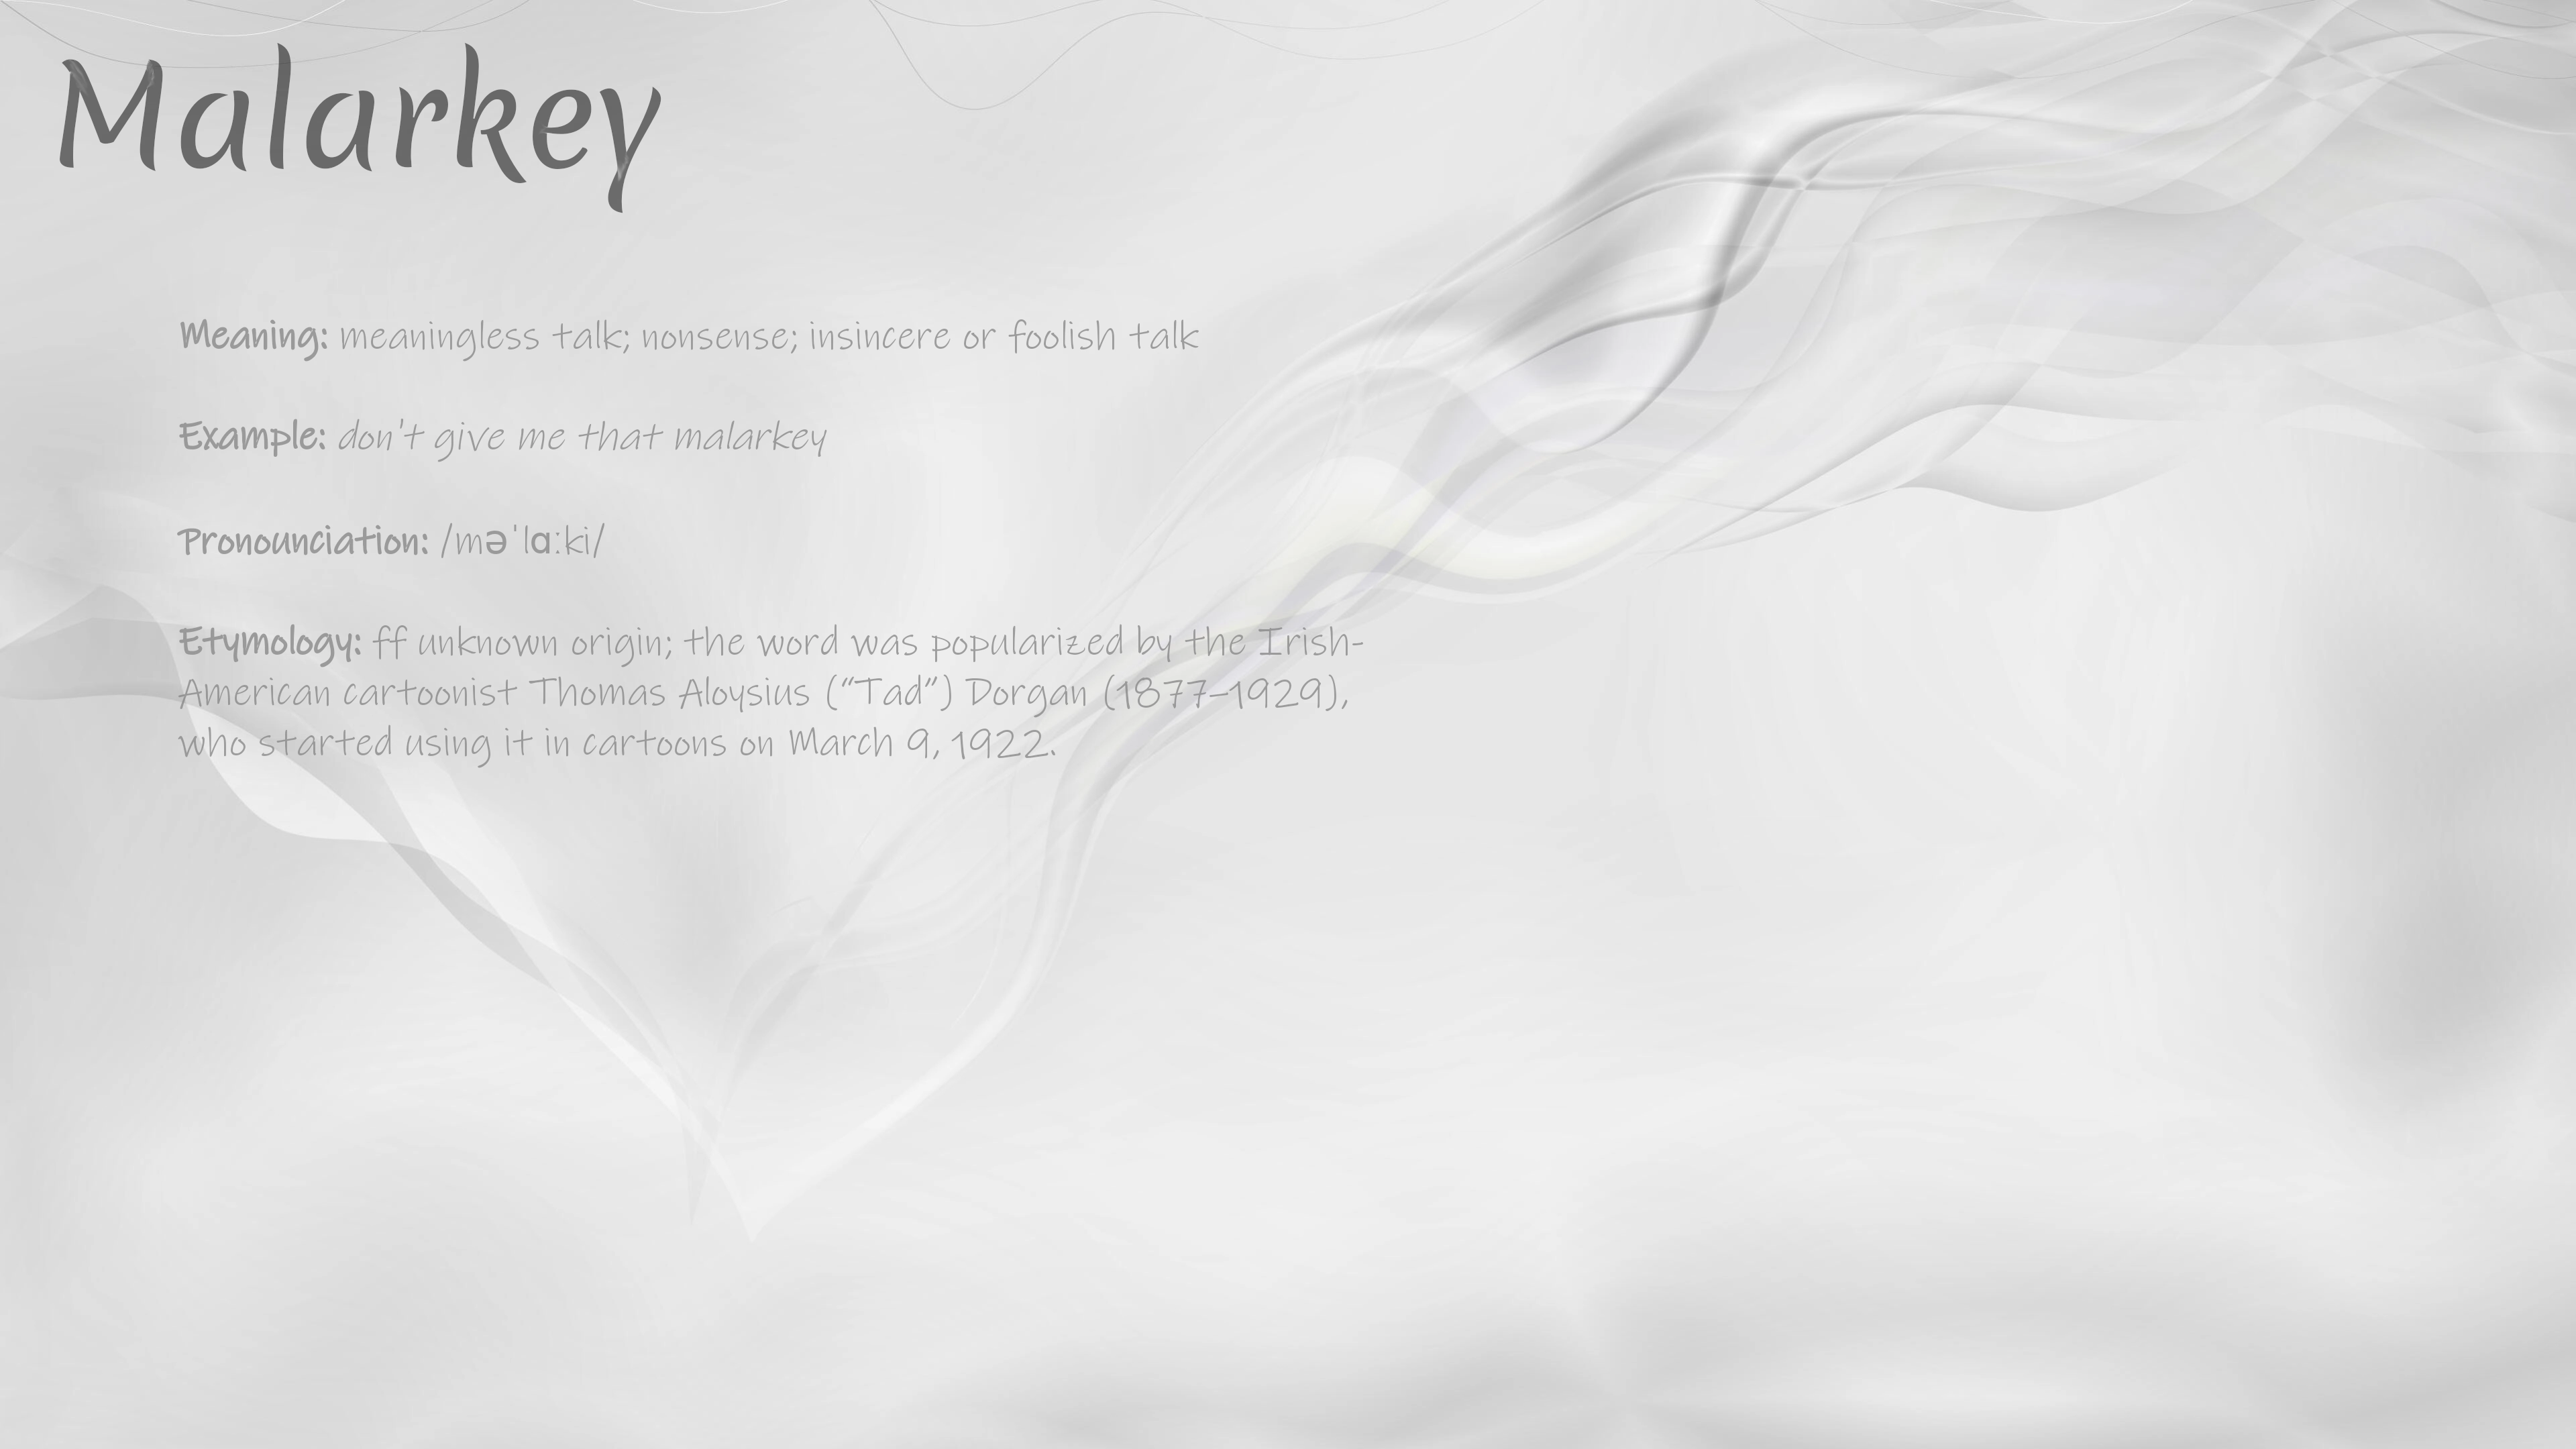 Malarkey
Meaning: meaningless talk; nonsense; insincere or foolish talk
Example: don't give me that malarkey
Pronounciation: /məˈlɑːki/
Etymology: ff unknown origin; the word was popularized by the Irish-
American cartoonist Thomas Aloysius (“Tad”) Dorgan (1877–1929),
who started using it in cartoons on March 9, 1922.